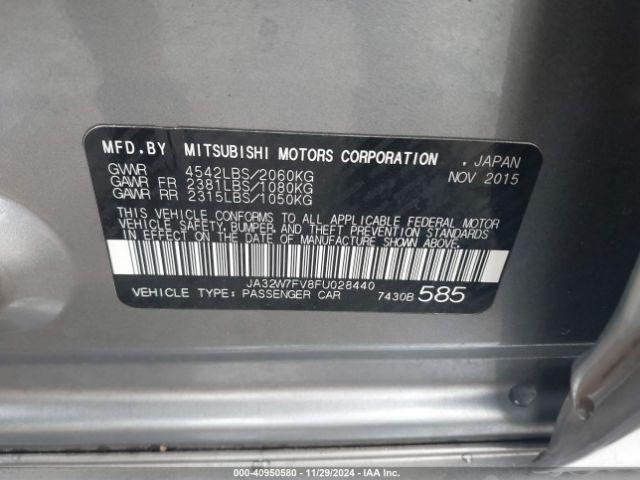 MFD.BY MITSUBISHI MOTORS CORPORATION , JAPAN
GVWR 4542LBS/2060KG NOV 2015
GAWR FR 2381LBS/1080KG
GAWR RR 2315LBS/1050KG
THIS VEHICLE CONFORMS TO ALL APPLICABLE FEDERAL MOTOR
VEHICLE SAFETY, BUMPER, AND THEFT PREVENTION STANDARDS
IN EFFECT ON THE DATE OF MANUFACTURE SHOWN ABOVE.
JA32W7FV8FU028440
VEHICLE TYPE: PASSENGER CAR 7430B 585
000-40950580 - 11/29/2024 - IAA, Inc.